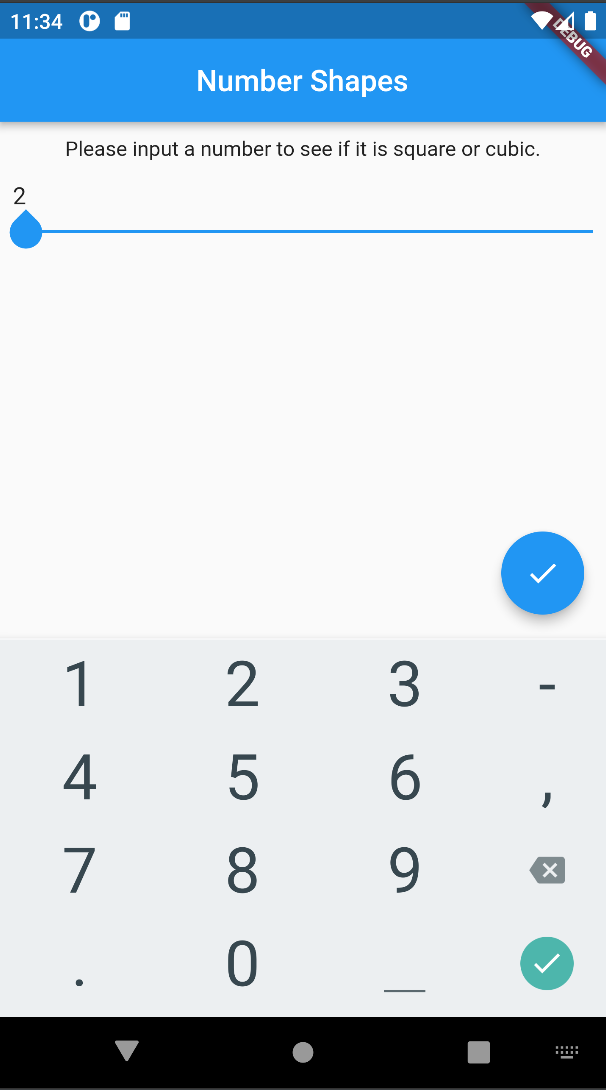 11:34
DEBUG
Number Shapes
Please input a number to see if it is square or cubic.
2
1 2 3 -
4 5 6 ,
7 8 9
. 0 _